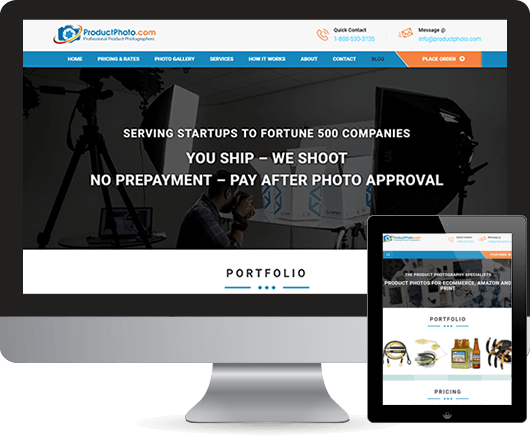 ProductPhoto.com
Professional Product Photographers
Quick Contact
1-888-530-3735
Message @
info@productphoto.com
HOME PRICING & RATES PHOTO GALLERY SERVICES HOW IT WORKS ABOUT CONTACT BLOG PLACE ORDER
SERVING STARTUPS TO FORTUNE 500 COMPANIES
YOU SHIP – WE SHOOT
NO PREPAYMENT – PAY AFTER PHOTO APPROVAL
PORTFOLIO
ProductPhoto.com
THE PRODUCT PHOTOGRAPHY SPECIALISTS
PRODUCT PHOTOS FOR ECOMMERCE, AMAZON AND
PRINT
PORTFOLIO
PRICING